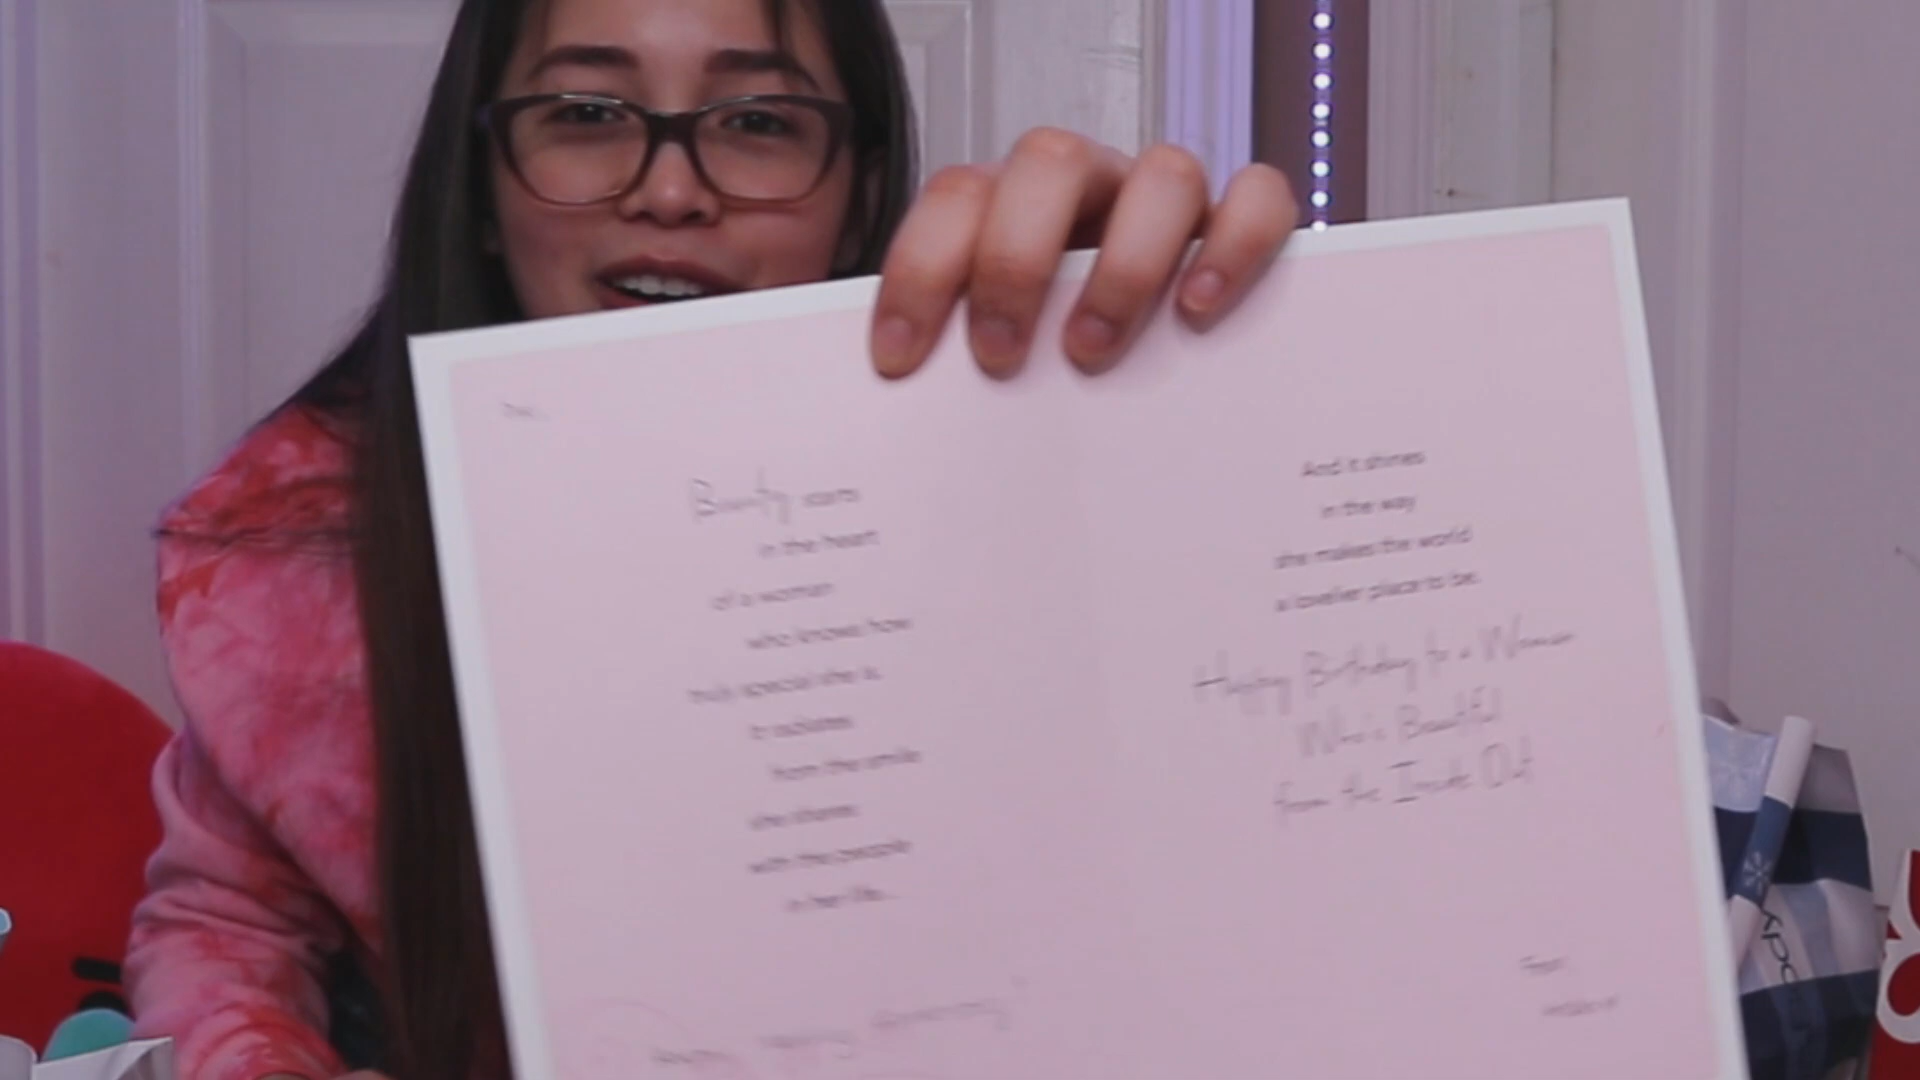 Beauty starts
in the heart
of a woman
who knows how
truly special she is.
It radiates
from the smile
she shares
with the people
in her life...
And it shines
in the way
she makes the world
a lovelier place to be.
Happy Birthday to a Woman
Who's Beautiful
from the Inside Out
From